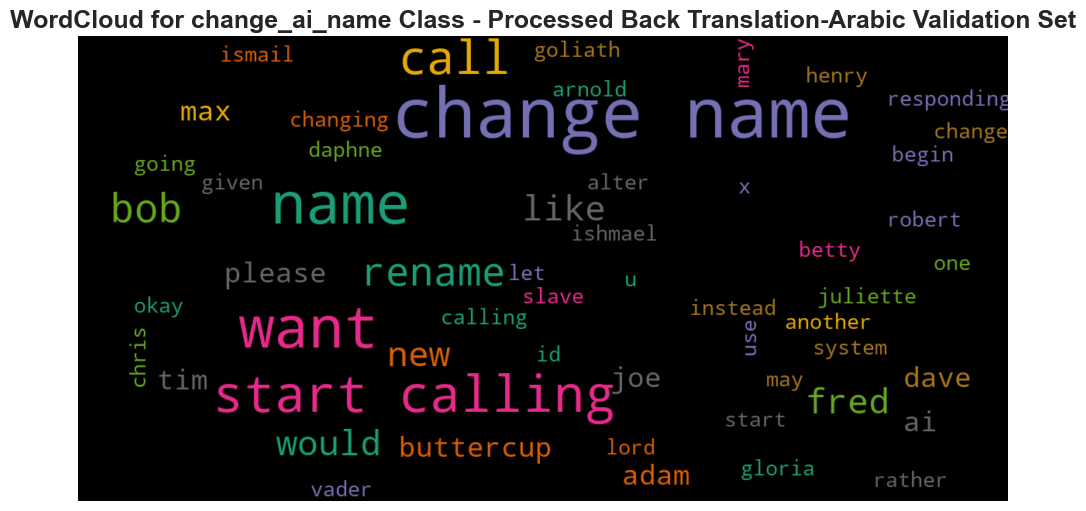 WordCloud for change_ai_name Class - Processed Back Translation-Arabic Validation Set
ismail
call
goliath
mary
henry
max
changing
arnold
change name
responding
change
going
daphne
begin
given
alter
x
bob
name
like
robert
ishmael
betty
please
rename
let
u
one
okay
slave
juliette
want
calling
instead
another
chris
new
id
use
system
tim
start calling
joe
may
fred
dave
start
ai
would
buttercup
lord
adam
gloria
rather
vader